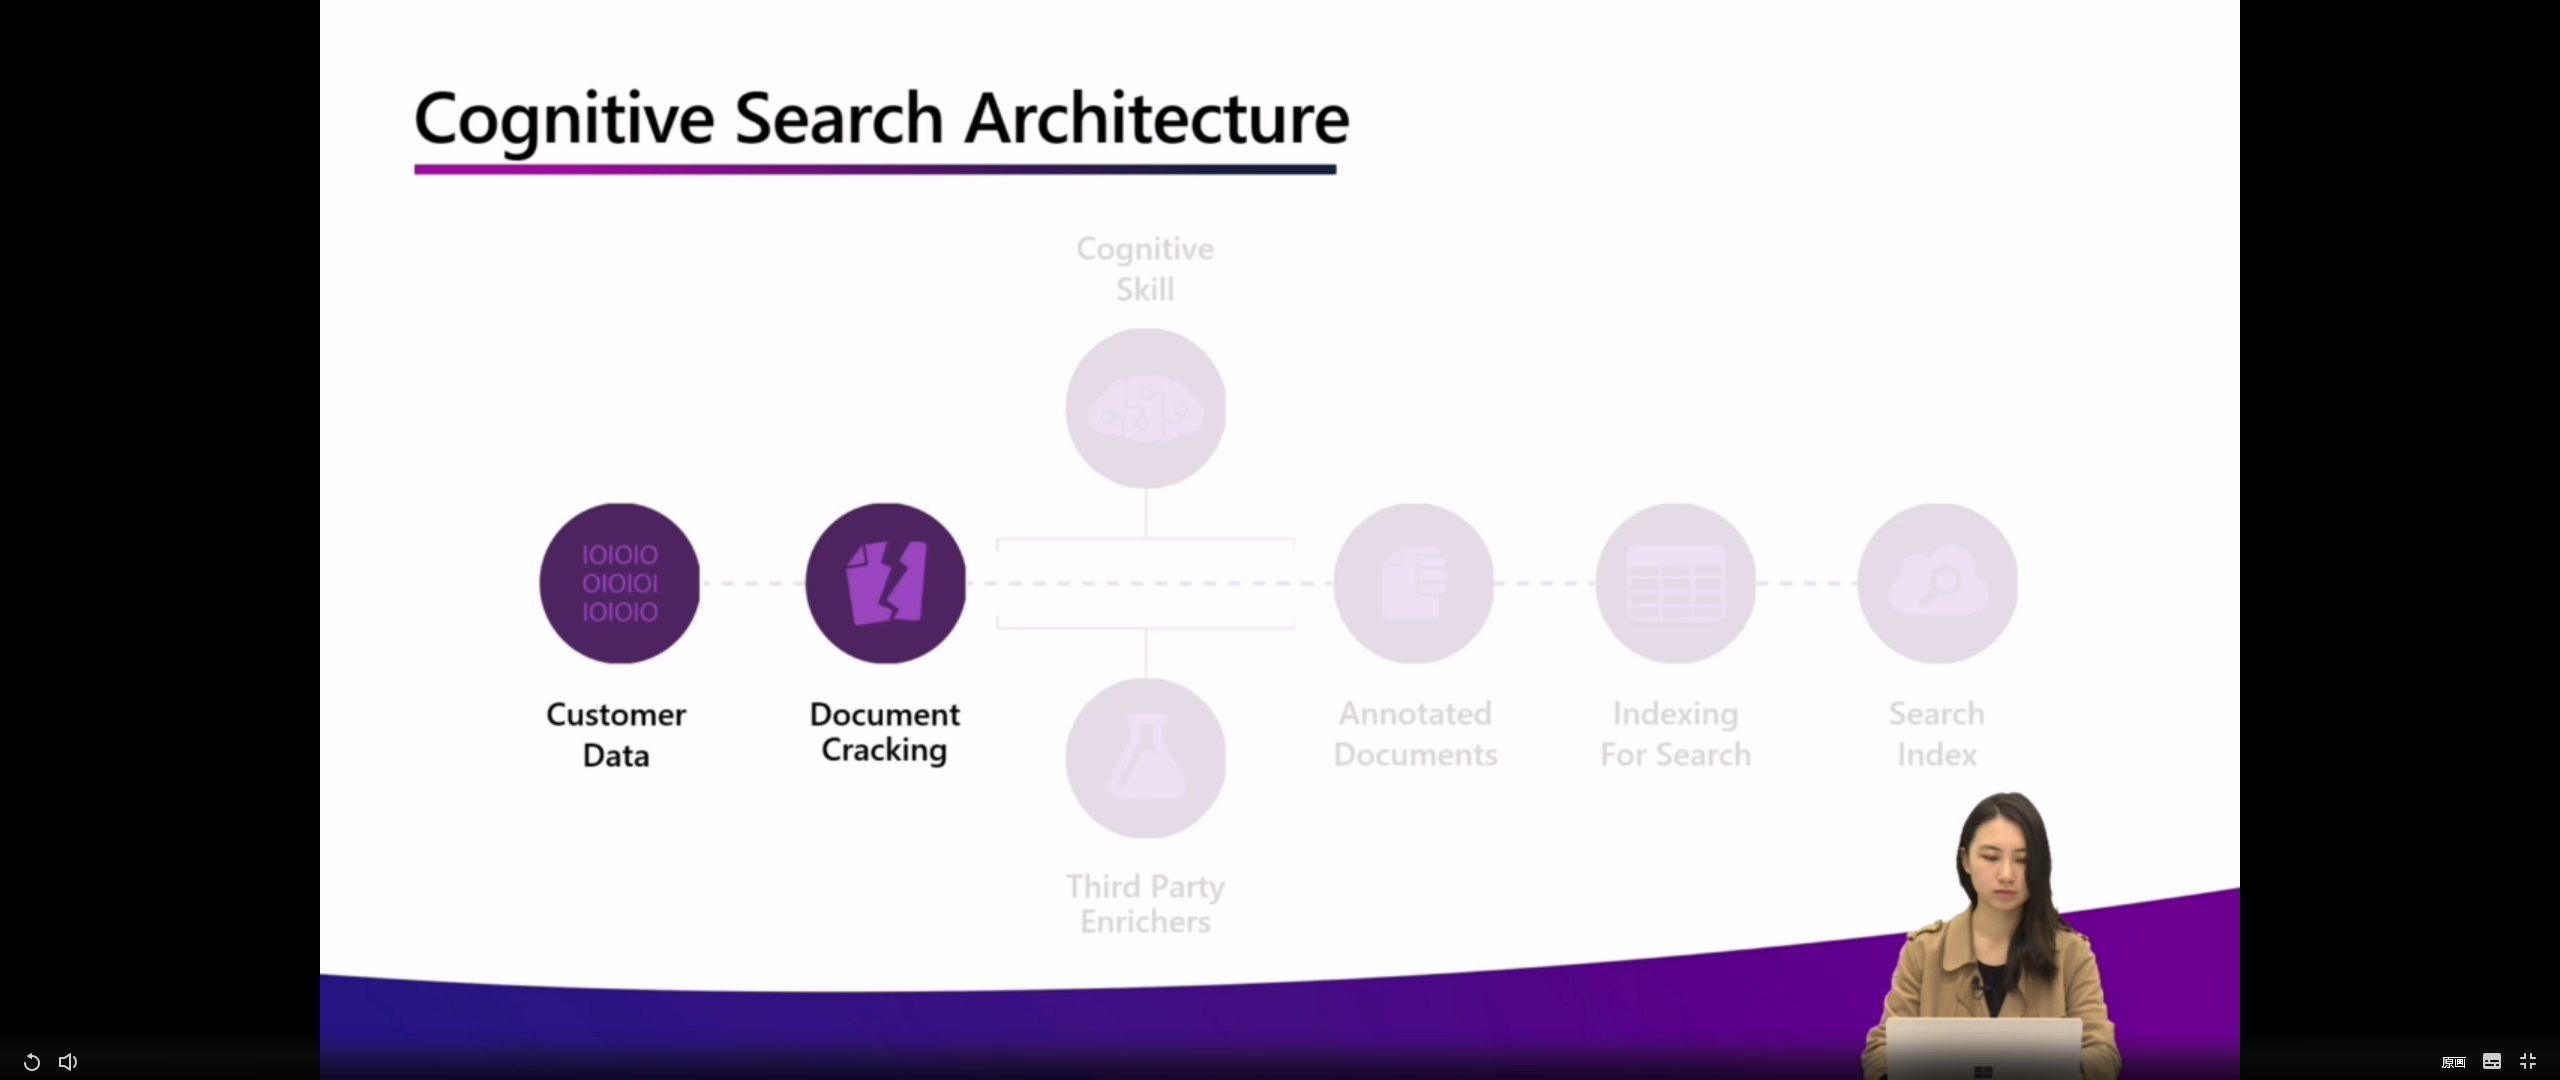 Cognitive Search Architecture
Cognitive
Skill
IOIOIO
OIOIOI
IOIOIO
Customer
Data
Document
Cracking
Annotated
Documents
Indexing
For Search
Search
Index
Third Party
Enrichers
原画